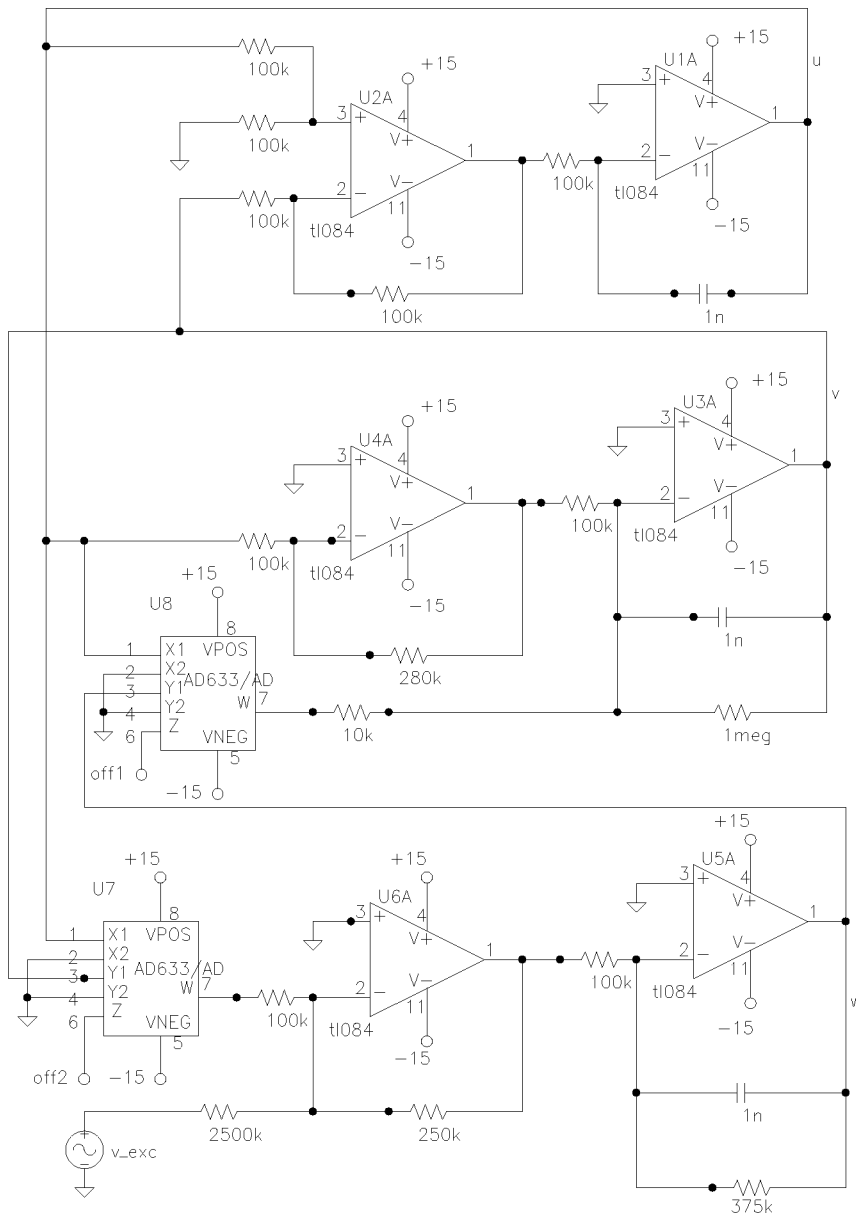 +15
U1A
u
100k
3
+
4
V+
1
+15
U2A
2
−
V−
11
tl084
−15
100k
3
+
4
V+
1
100k
2
−
V−
11
tl084
−15
100k
100k
1n
+15
U3A
v
+15
U4A
3
+
4
V+
1
3
+
4
V+
1
2
−
V−
11
100k
tl084
−15
100k
2
−
V−
11
tl084
−15
+15
U8
8
1
X1
VPOS
2
X2
3
Y1
AD633/AD
4
Y2
W
7
6
Z
VNEG
5
off1
−15
280k
1n
10k
1meg
+15
U5A
+15
U7
+15
U6A
3
+
4
V+
1
8
1
X1
VPOS
2
X2
3
Y1
AD633/AD
4
Y2
W
7
6
Z
VNEG
5
off2
−15
3
+
4
V+
1
2
−
V−
11
100k
tl084
−15
100k
2
−
V−
11
tl084
−15
w
1n
2500k
250k
v_exc
375k